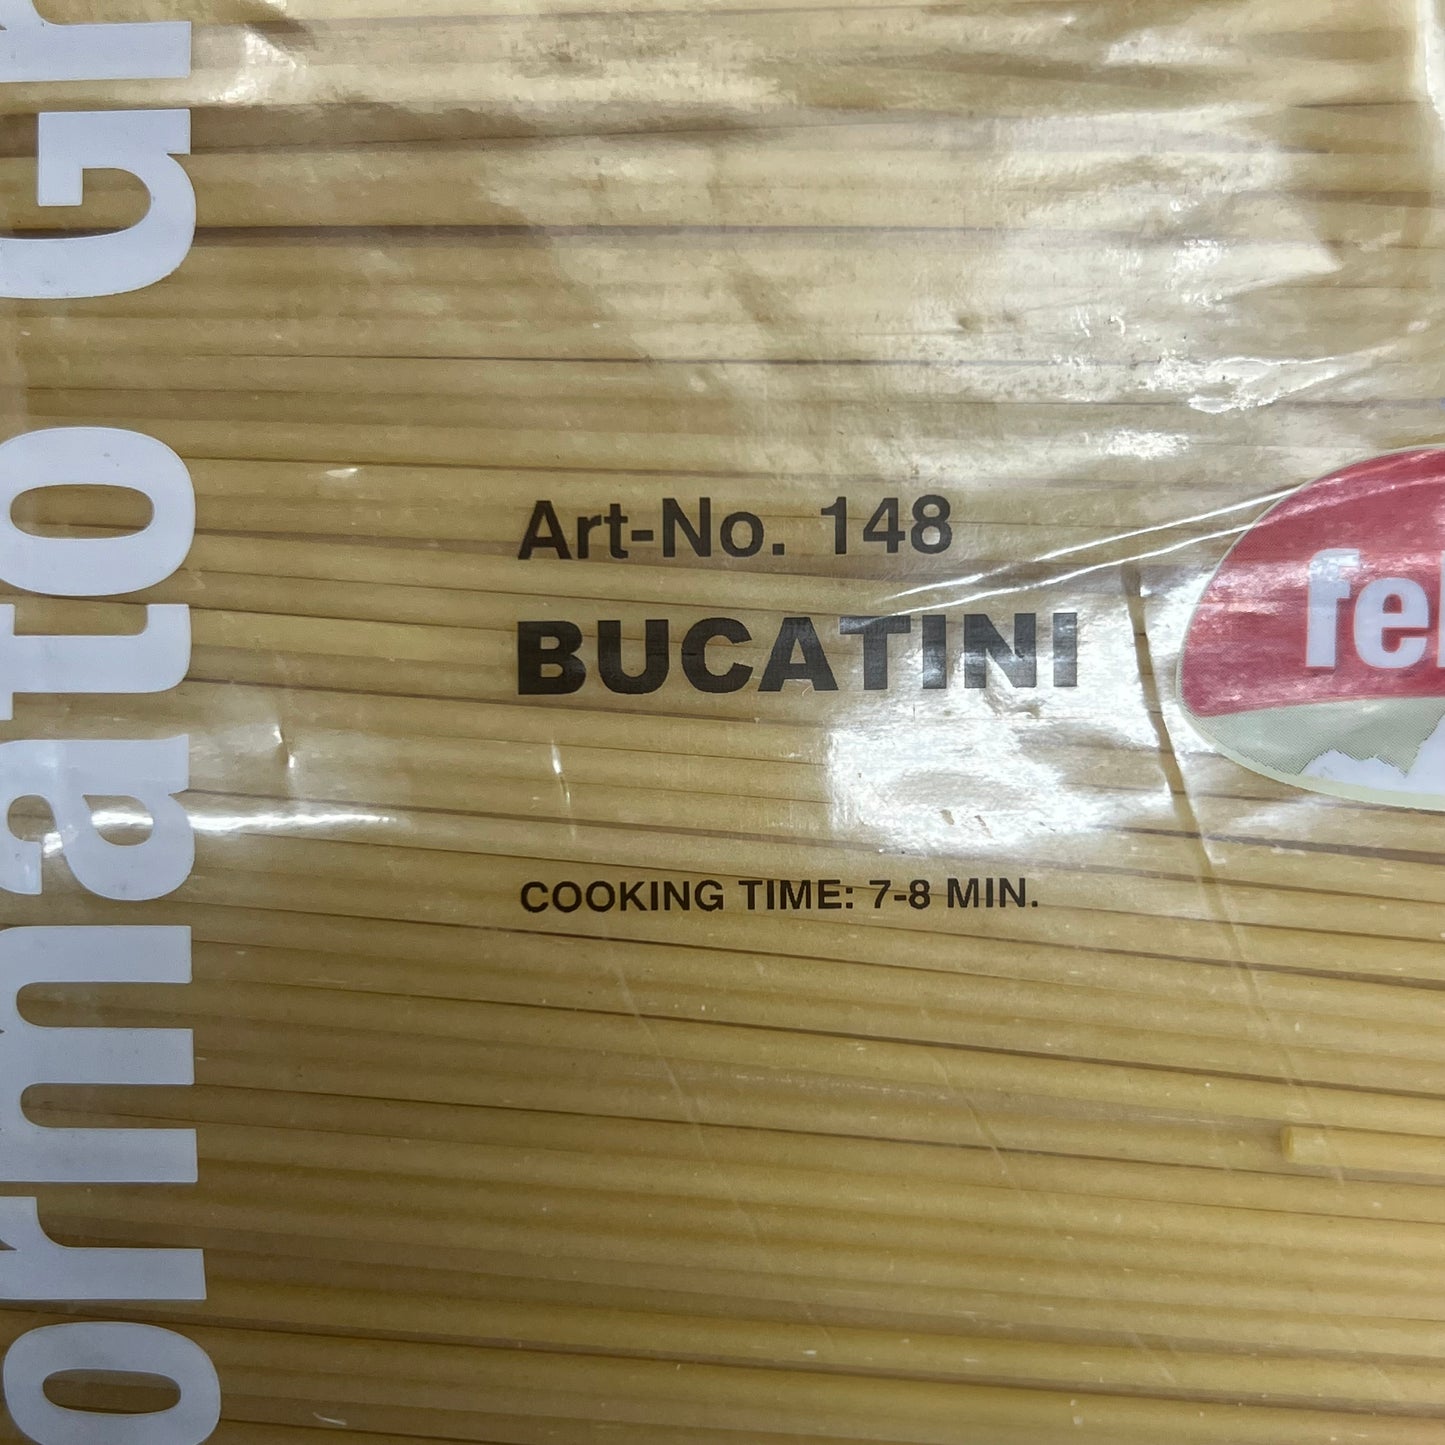 Art-No. 148
BUCATINI
COOKING TIME: 7-8 MIN.